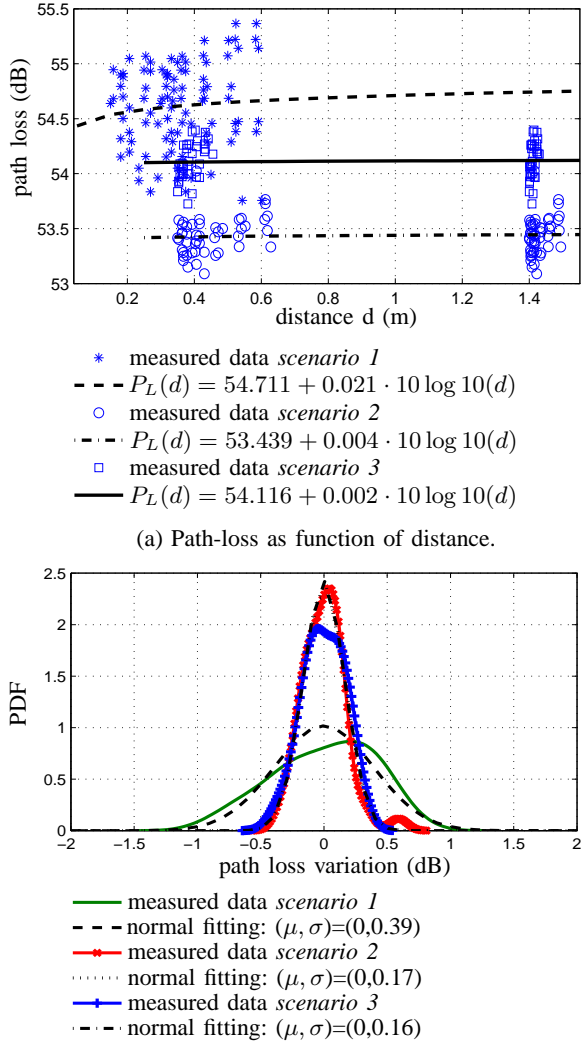 55.5
55
54.5
54
53.5
53
path loss (dB)
0.2 0.4 0.6 0.8 1 1.2 1.4
distance d (m)
measured data scenario 1
P_L(d) = 54.711 + 0.021 · 10 log 10(d)
measured data scenario 2
P_L(d) = 53.439 + 0.004 · 10 log 10(d)
measured data scenario 3
P_L(d) = 54.116 + 0.002 · 10 log 10(d)
(a) Path-loss as function of distance.
2.5
2
1.5
1
0.5
0
PDF
−2 −1.5 −1 −0.5 0 0.5 1 1.5 2
path loss variation (dB)
measured data scenario 1
normal fitting: (μ, σ)=(0,0.39)
measured data scenario 2
normal fitting: (μ, σ)=(0,0.17)
measured data scenario 3
normal fitting: (μ, σ)=(0,0.16)